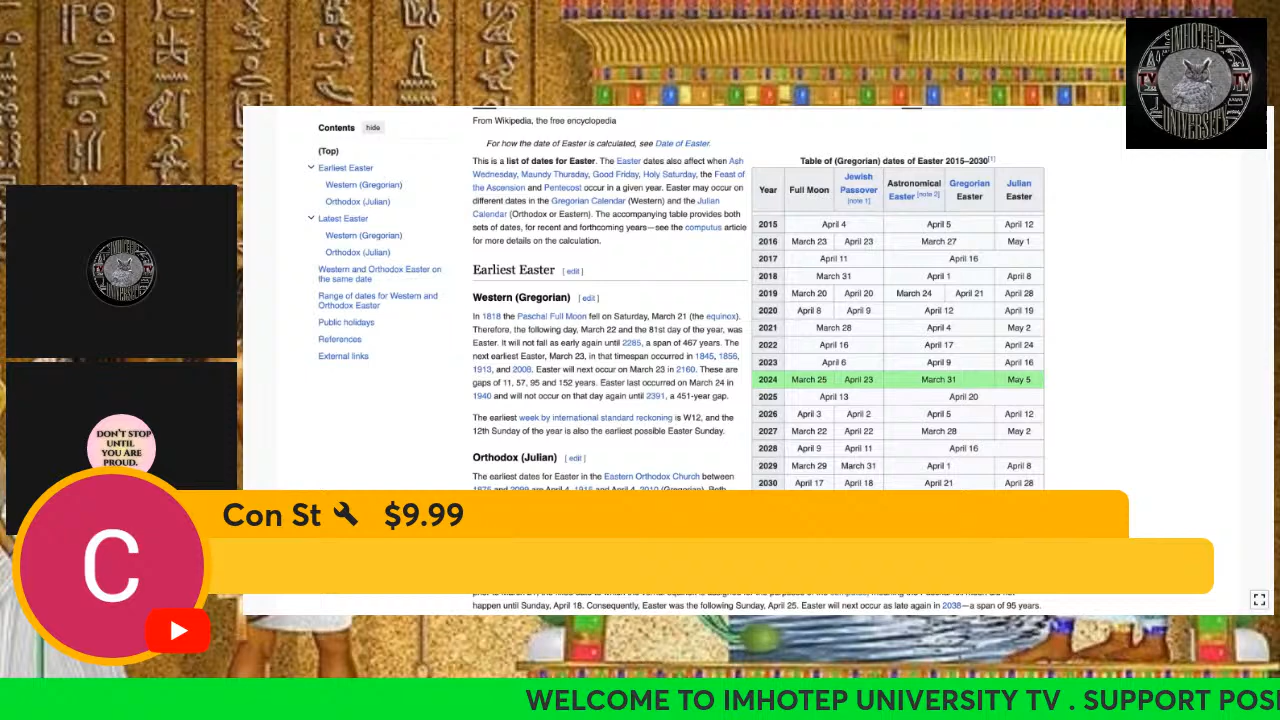 IMHOTEP
TV TV
UNIVERSITY
Contents hide
(Top)
Earliest Easter
Western (Gregorian)
Orthodox (Julian)
Latest Easter
Western (Gregorian)
Orthodox (Julian)
Western and Orthodox Easter on
the same date
Range of dates for Western and
Orthodox Easter
Public holidays
References
External links
From Wikipedia, the free encyclopedia
For how the date of Easter is calculated, see Date of Easter.
This is a list of dates for Easter. The Easter dates also affect when Ash
Wednesday, Maundy Thursday, Good Friday, Holy Saturday, the Feast of
the Ascension and Pentecost occur in a given year. Easter may occur on
different dates in the Gregorian Calendar (Western) and the Julian
Calendar (Orthodox or Eastern). The accompanying table provides both
sets of dates, for recent and forthcoming years—see the computus article
for more details on the calculation.
Earliest Easter [ edit ]
Western (Gregorian) [ edit ]
In 1818 the Paschal Full Moon fell on Saturday, March 21 (the equinox).
Therefore, the following day, March 22 and the 81st day of the year, was
Easter. It will not fall as early again until 2285, a span of 467 years. The
next earliest Easter, March 23, in that timespan occurred in 1845, 1856,
1913, and 2008. Easter will next occur on March 23 in 2160. These are
gaps of 11, 57, 95 and 152 years. Easter last occurred on March 24 in
1940 and will not occur on that day again until 2391, a 451-year gap.
The earliest week by international standard reckoning is W12, and the
12th Sunday of the year is also the earliest possible Easter Sunday.
Orthodox (Julian) [ edit ]
The earliest dates for Easter in the Eastern Orthodox Church between
1875 and 2099 are April 4, 1915 and April 4, 2010 (Gregorian). Both
Table of (Gregorian) dates of Easter 2015–2030[1]
Year Full Moon Jewish Passover [note 1] Astronomical Easter [note 2] Gregorian Easter Julian Easter
2015 April 4 April 5 April 12
2016 March 23 April 23 March 27 May 1
2017 April 11 April 16
2018 March 31 April 1 April 8
2019 March 20 April 20 March 24 April 21 April 28
2020 April 8 April 9 April 12 April 19
2021 March 28 April 4 May 2
2022 April 16 April 17 April 24
2023 April 6 April 9 April 16
2024 March 25 April 23 March 31 May 5
2025 April 13 April 20
2026 April 3 April 2 April 5 April 12
2027 March 22 April 22 March 28 May 2
2028 April 9 April 11 April 16
2029 March 29 March 31 April 1 April 8
2030 April 17 April 18 April 21 April 28
DON'T STOP
UNTIL
YOU ARE
PROUD.
Con St $9.99
C
happen until Sunday, April 18. Consequently, Easter was the following Sunday, April 25. Easter will next occur as late again in 2038—a span of 95 years.
WELCOME TO IMHOTEP UNIVERSITY TV . SUPPORT POS